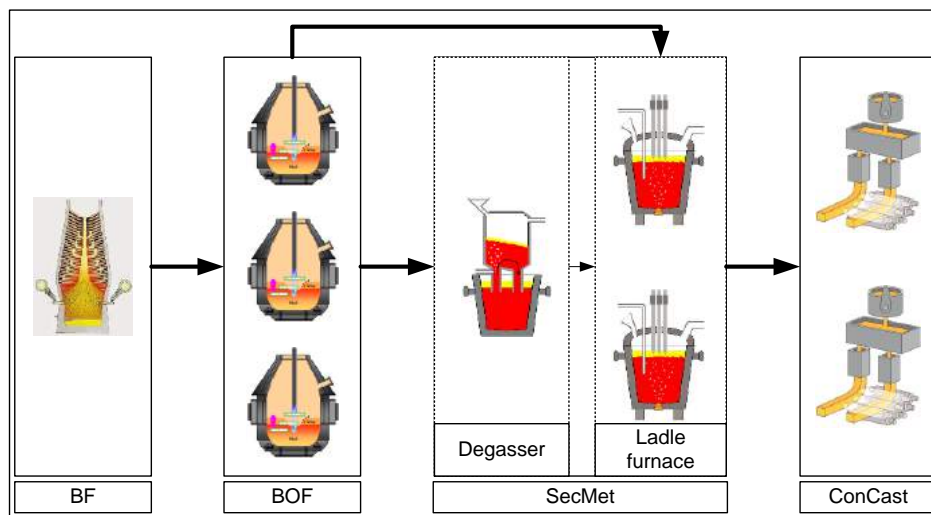 Degasser
Ladle
furnace
BF
BOF
SecMet
ConCast